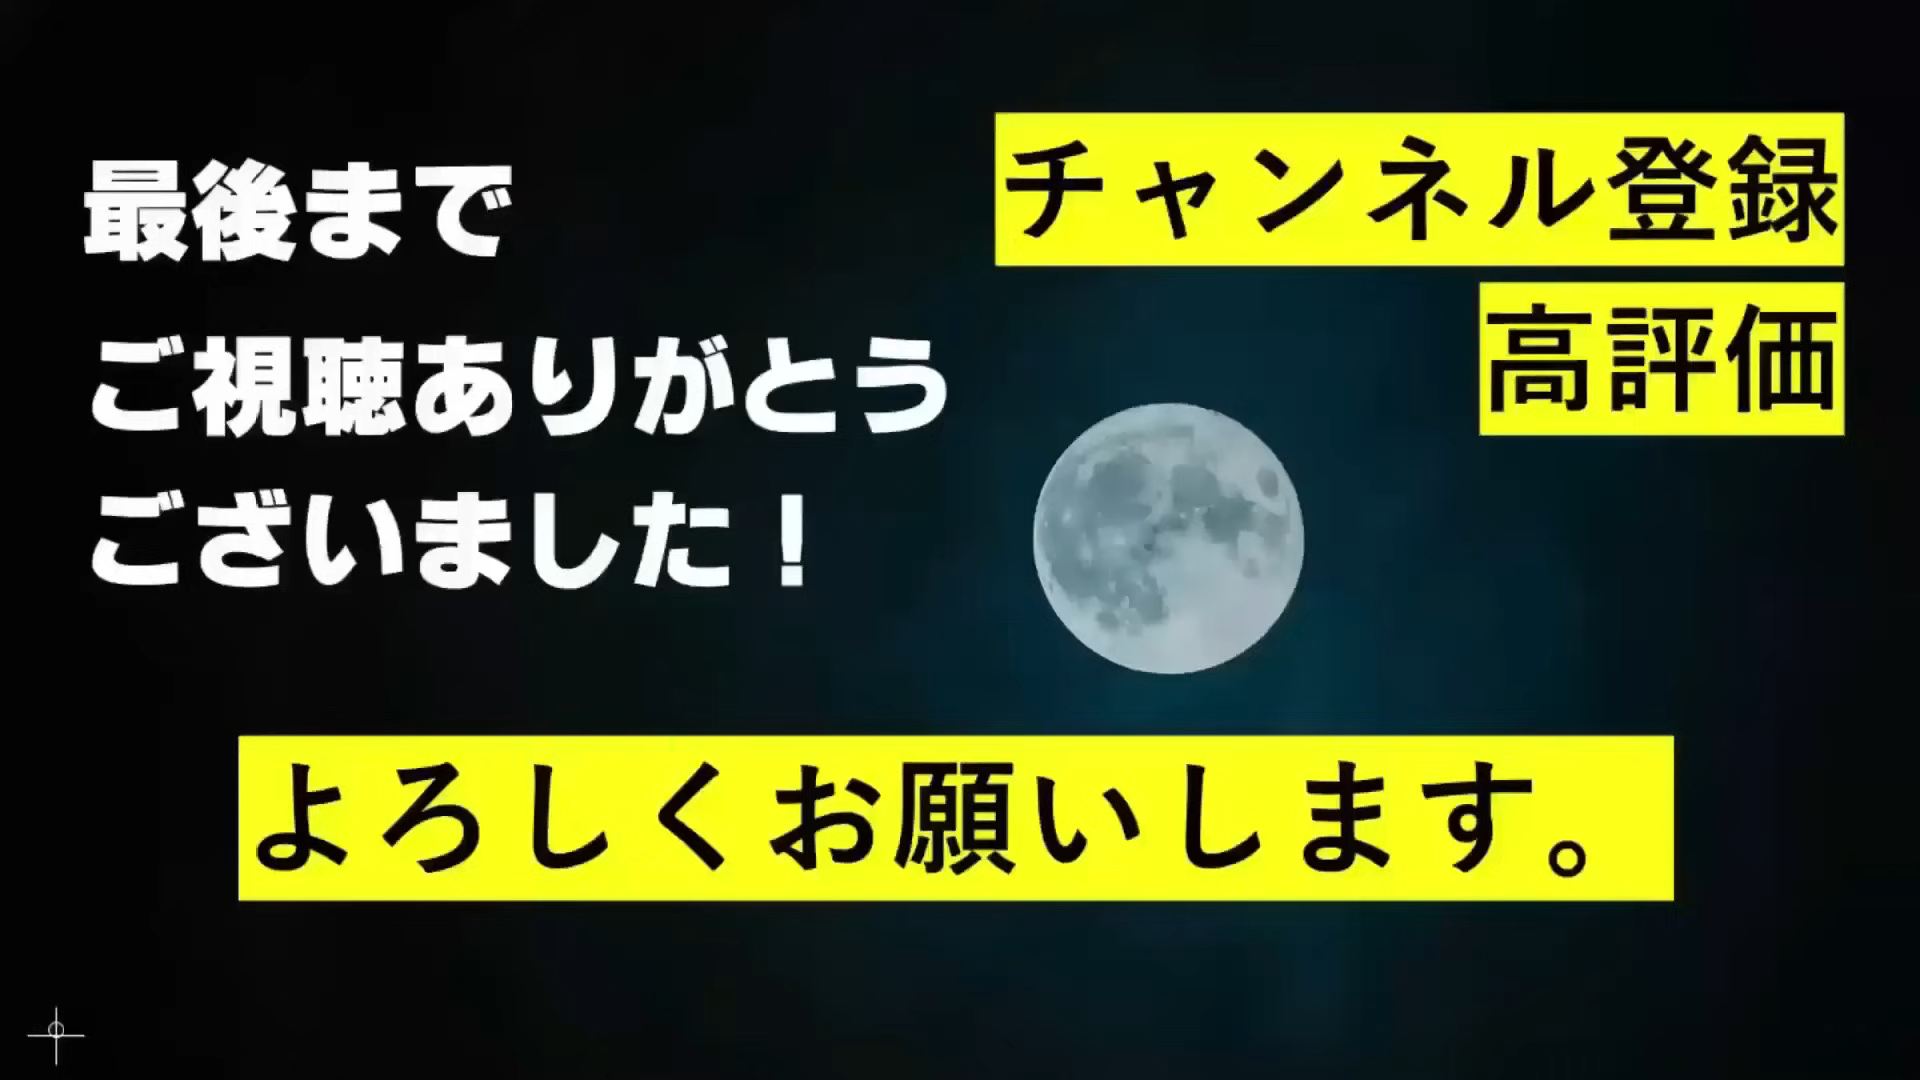 最後まで
ご視聴ありがとう
ございました！
チャンネル登録
高評価
よろしくお願いします。